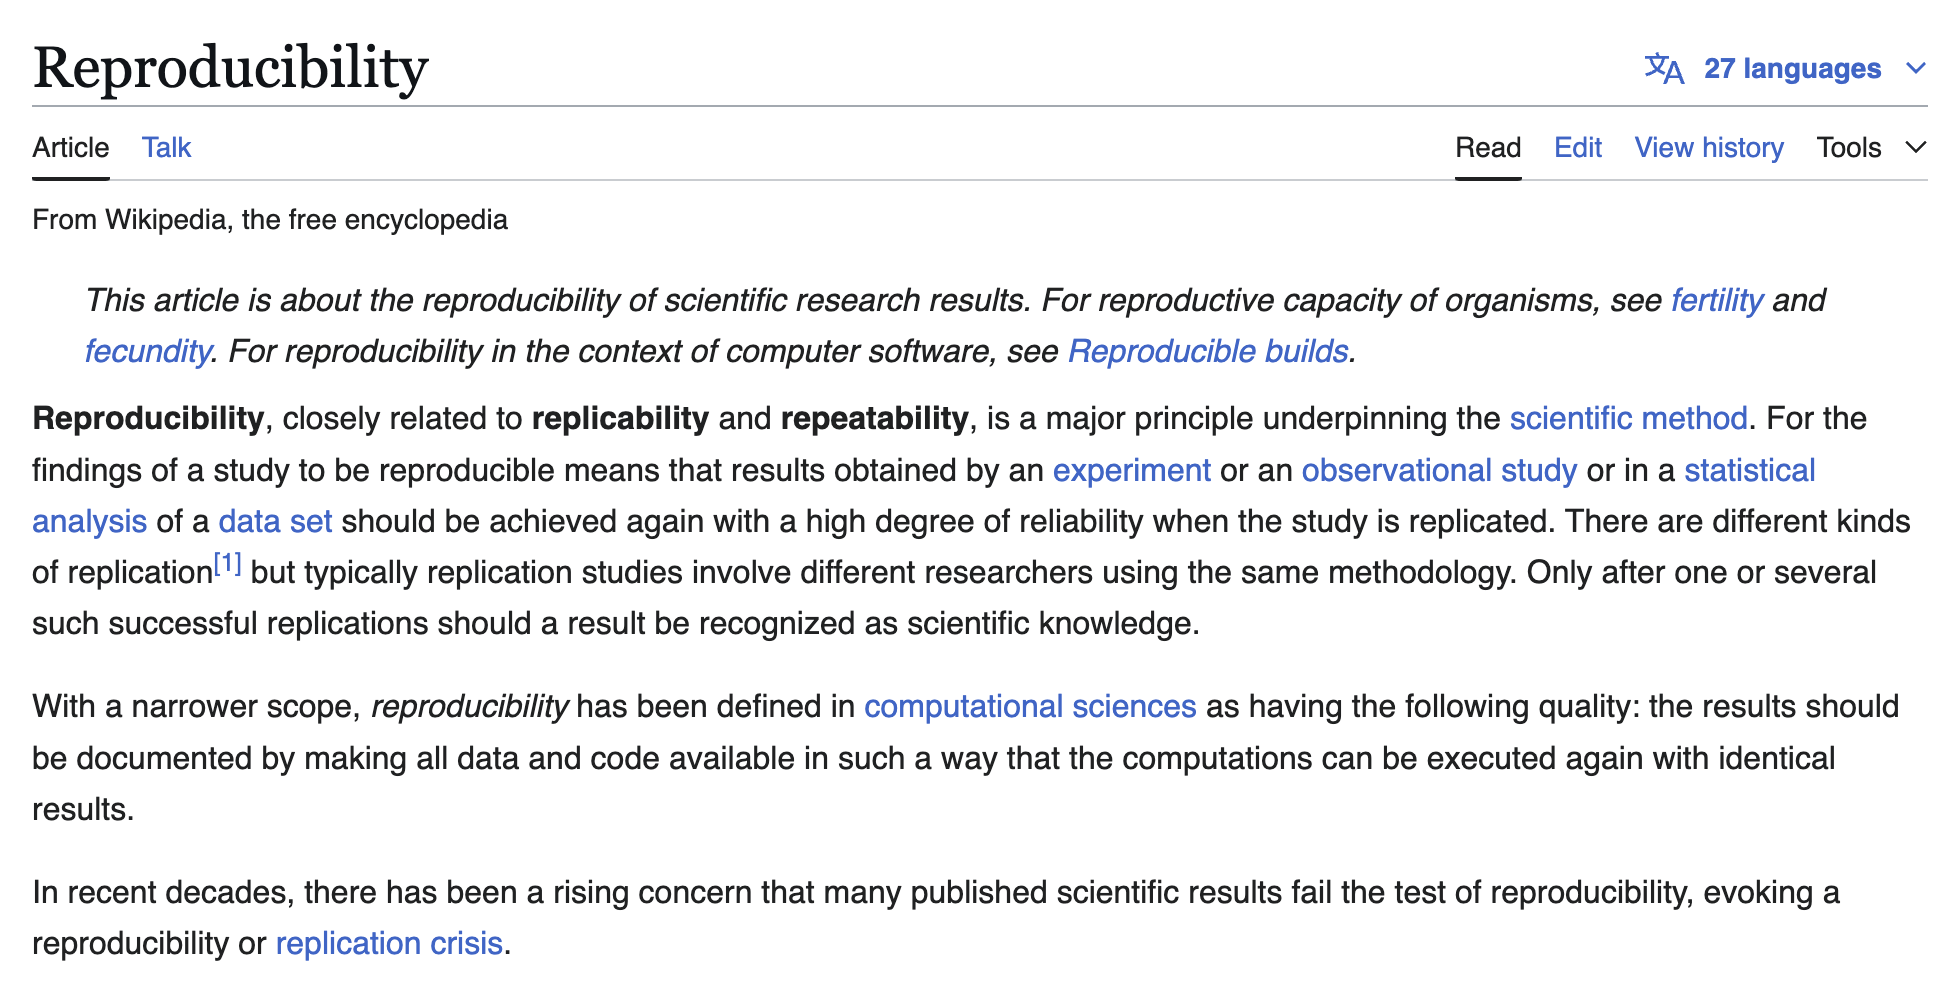 Reproducibility
27 languages
Article Talk
Read Edit View history Tools
From Wikipedia, the free encyclopedia
This article is about the reproducibility of scientific research results. For reproductive capacity of organisms, see fertility and
fecundity. For reproducibility in the context of computer software, see Reproducible builds.
Reproducibility, closely related to replicability and repeatability, is a major principle underpinning the scientific method. For the
findings of a study to be reproducible means that results obtained by an experiment or an observational study or in a statistical
analysis of a data set should be achieved again with a high degree of reliability when the study is replicated. There are different kinds
of replication[1] but typically replication studies involve different researchers using the same methodology. Only after one or several
such successful replications should a result be recognized as scientific knowledge.
With a narrower scope, reproducibility has been defined in computational sciences as having the following quality: the results should
be documented by making all data and code available in such a way that the computations can be executed again with identical
results.
In recent decades, there has been a rising concern that many published scientific results fail the test of reproducibility, evoking a
reproducibility or replication crisis.